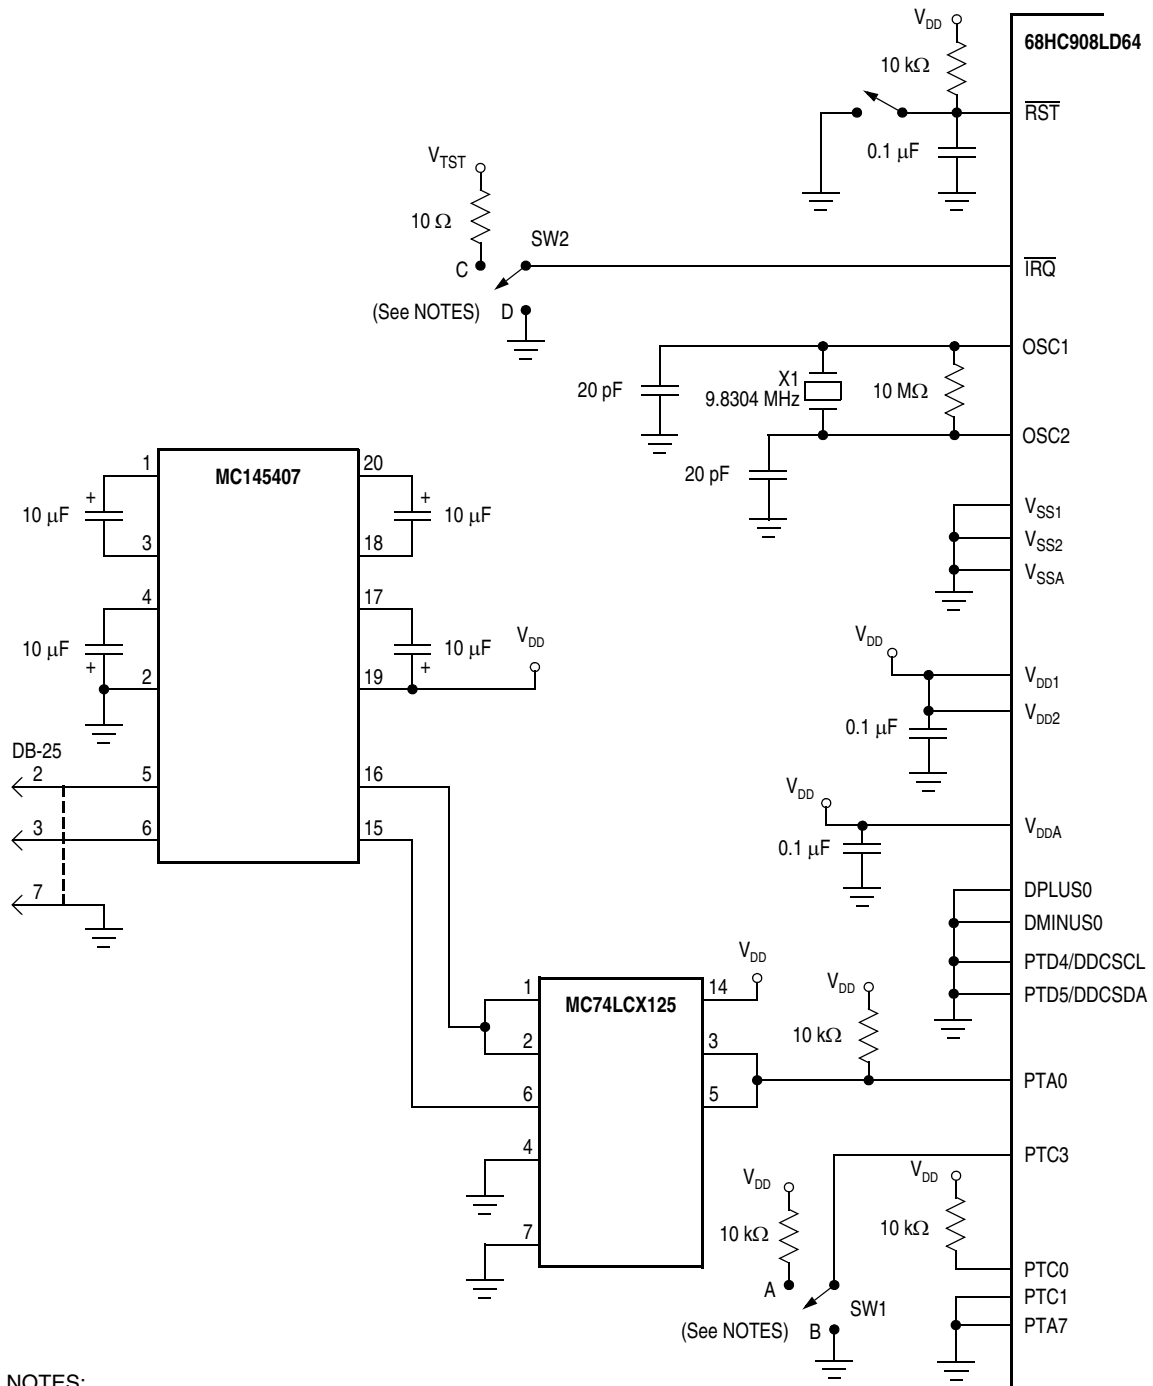 V_DD
68HC908LD64
10 kΩ
RST
0.1 μF
V_TST
10 Ω
SW2
C
IRQ
(See NOTES) D
OSC1
20 pF
X1
9.8304 MHz
10 MΩ
OSC2
20 pF
1
MC145407
20
+
10 μF
+
10 μF
3
18
V_SS1
V_SS2
V_SSA
4
17
10 μF
+
10 μF
+
V_DD
2
19
V_DD
V_DD1
V_DD2
0.1 μF
DB-25
2
5
16
3
6
15
V_DD
V_DDA
0.1 μF
7
DPLUS0
DMINUS0
PTD4/DDCSCL
PTD5/DDCSDA
V_DD
1
MC74LCX125
14
V_DD
10 kΩ
2
3
6
5
PTA0
4
PTC3
V_DD
V_DD
7
10 kΩ
10 kΩ
A
PTC0
PTC1
SW1
(See NOTES) B
PTA7
NOTES: